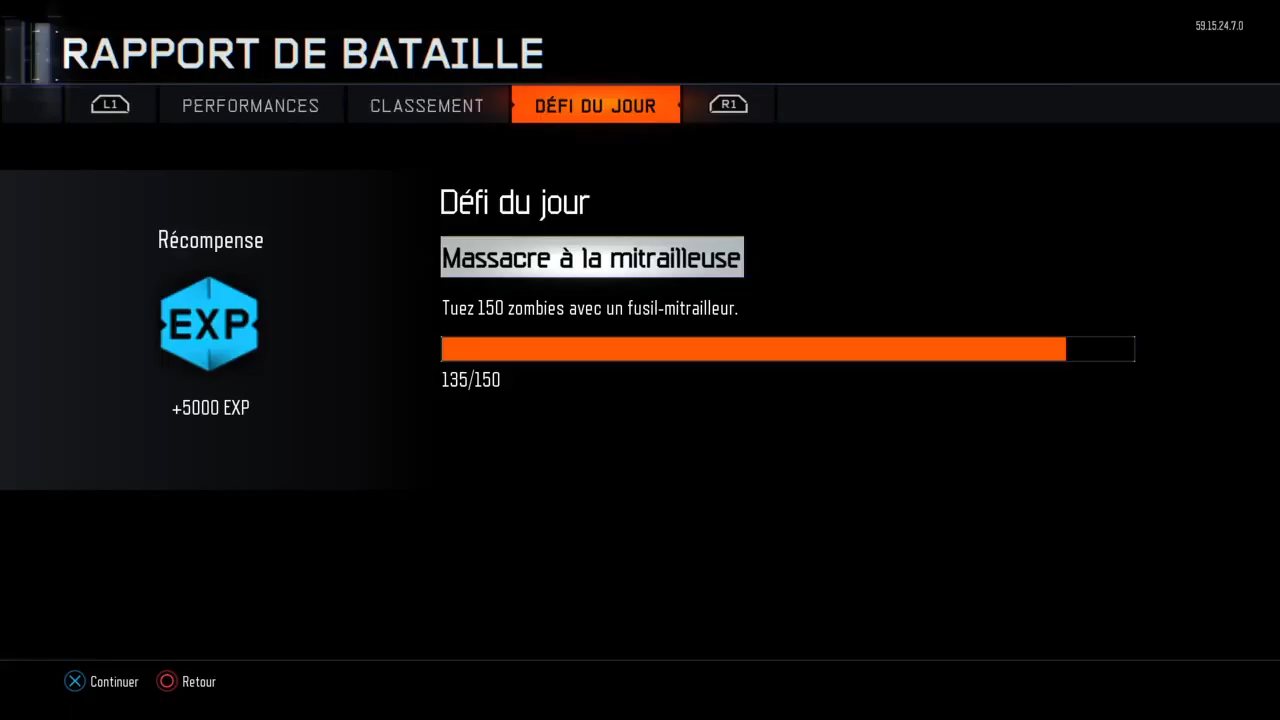 59.15.24.7.0
RAPPORT DE BATAILLE
L1 PERFORMANCES CLASSEMENT DÉFI DU JOUR R1
Défi du jour
Massacre à la mitrailleuse
Tuez 150 zombies avec un fusil-mitrailleur.
135/150
Récompense
EXP
+5000 EXP
Continuer Retour